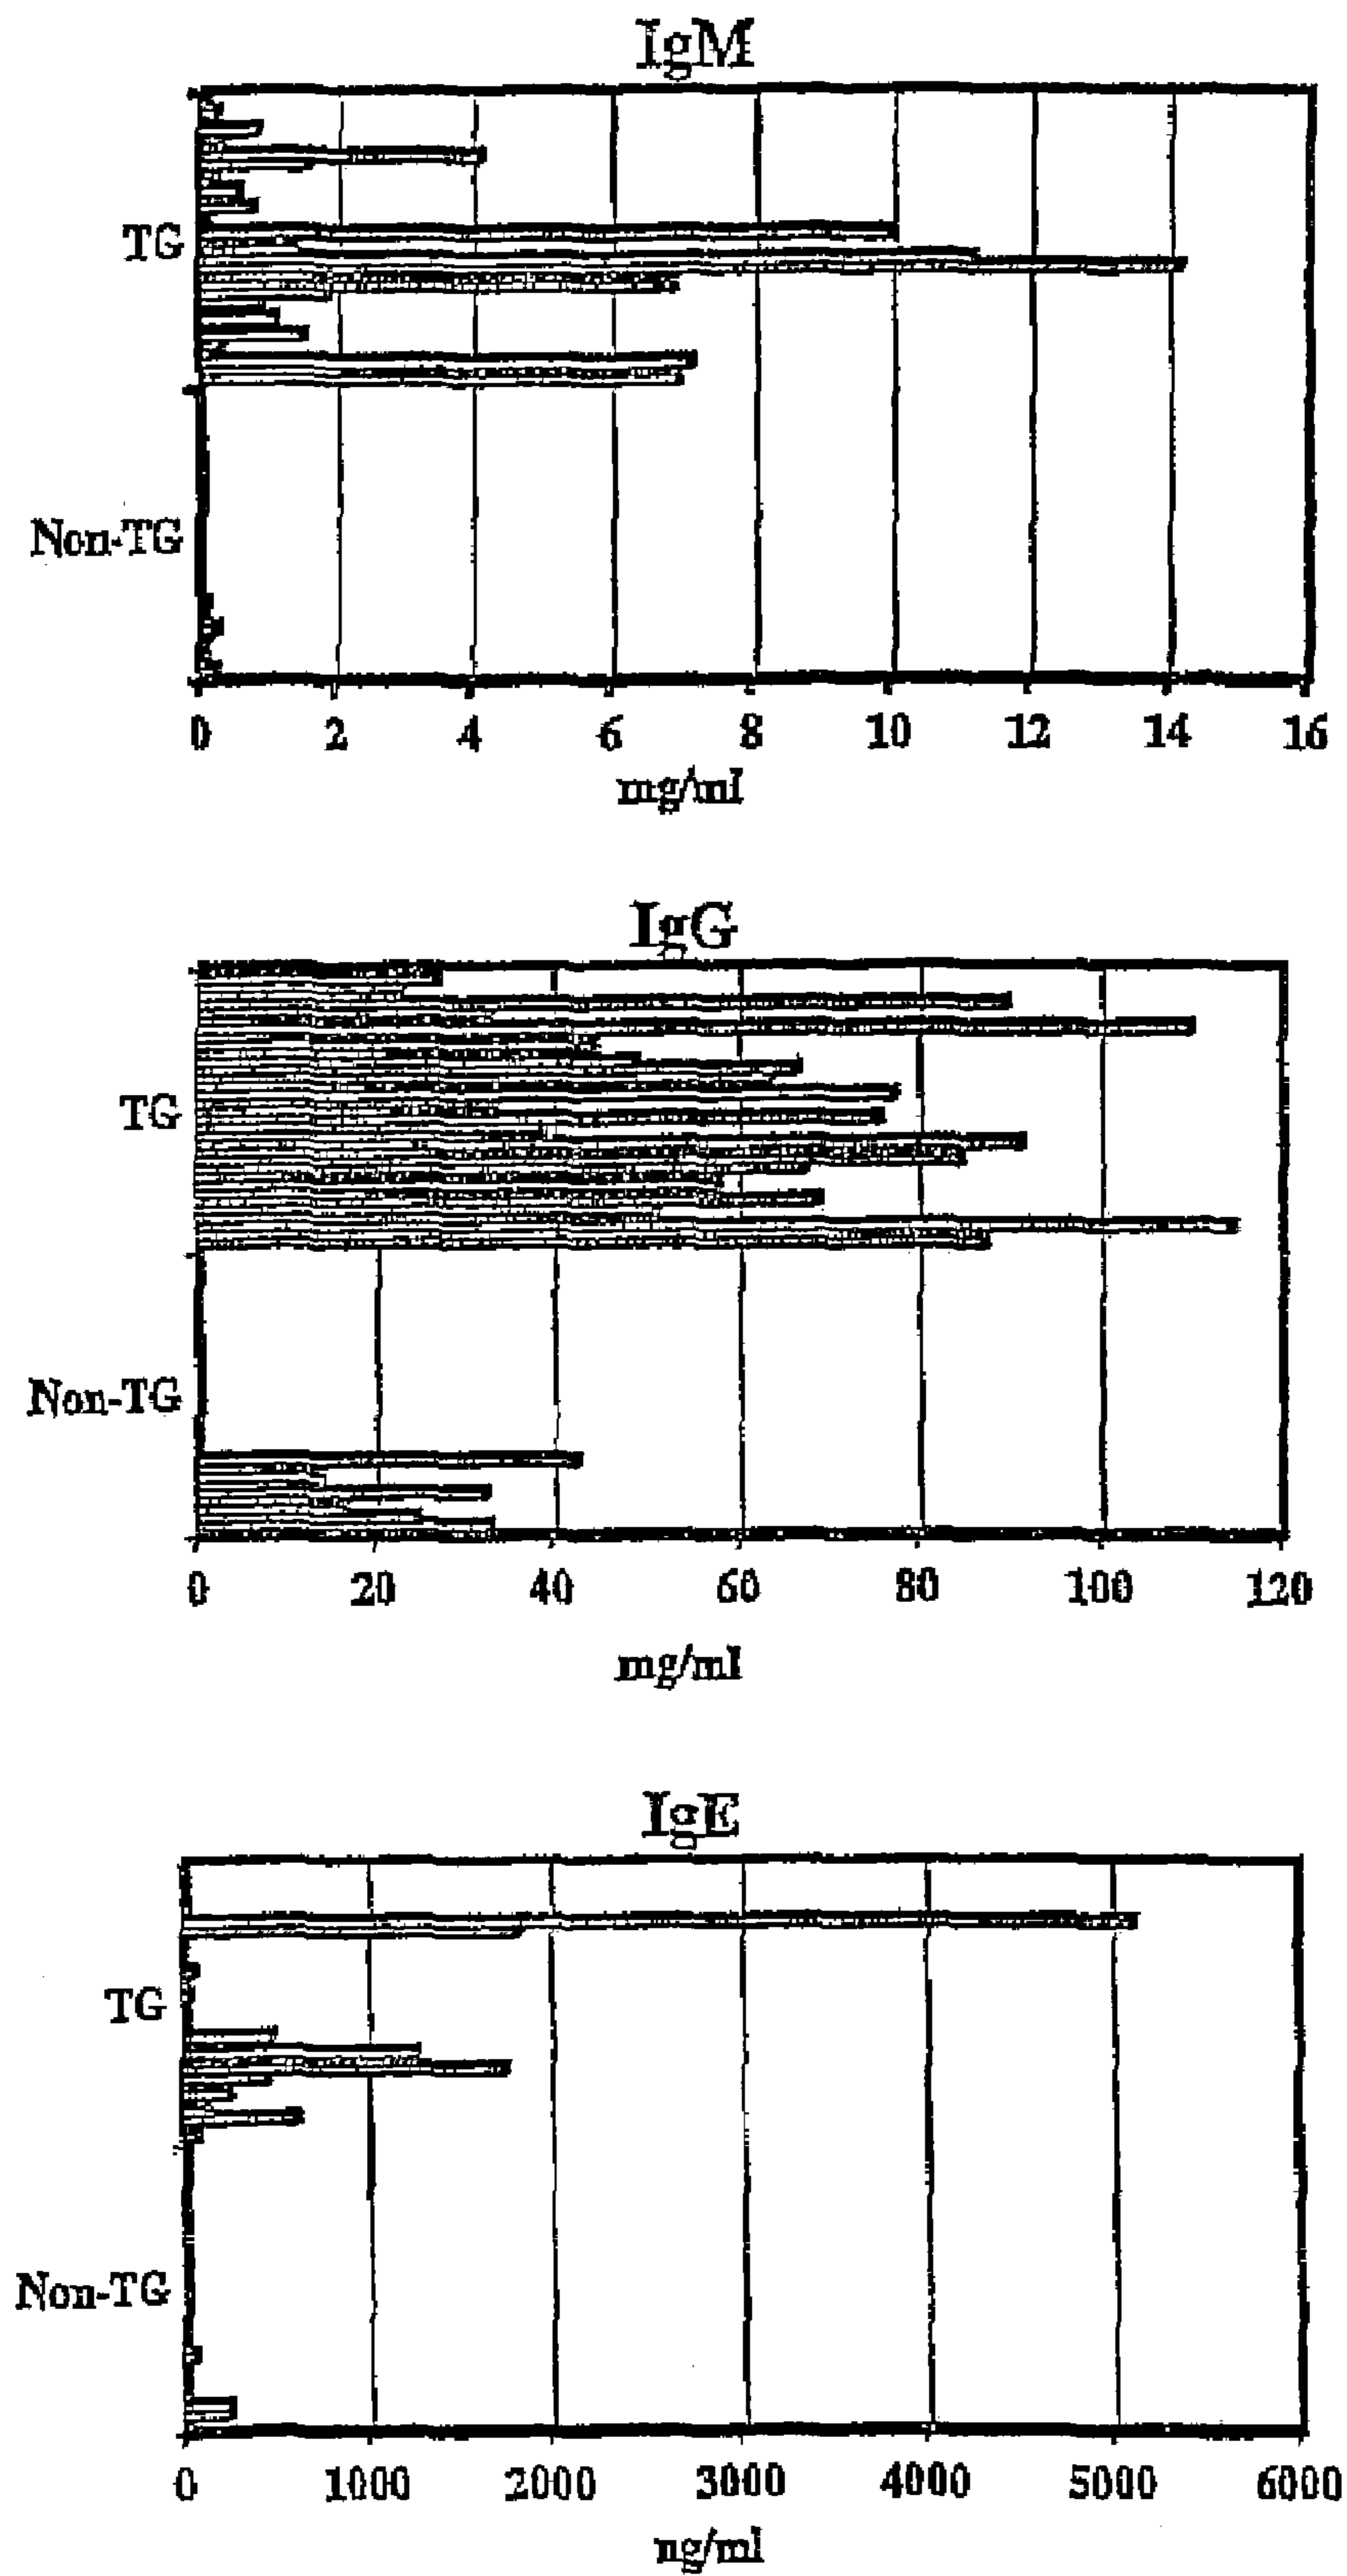 IgM
TG
Non-TG
0 2 4 6 8 10 12 14 16
mg/ml
IgG
TG
Non-TG
0 20 40 60 80 100 120
mg/ml
IgE
TG
Non-TG
0 1000 2000 3000 4000 5000 6000
ng/ml